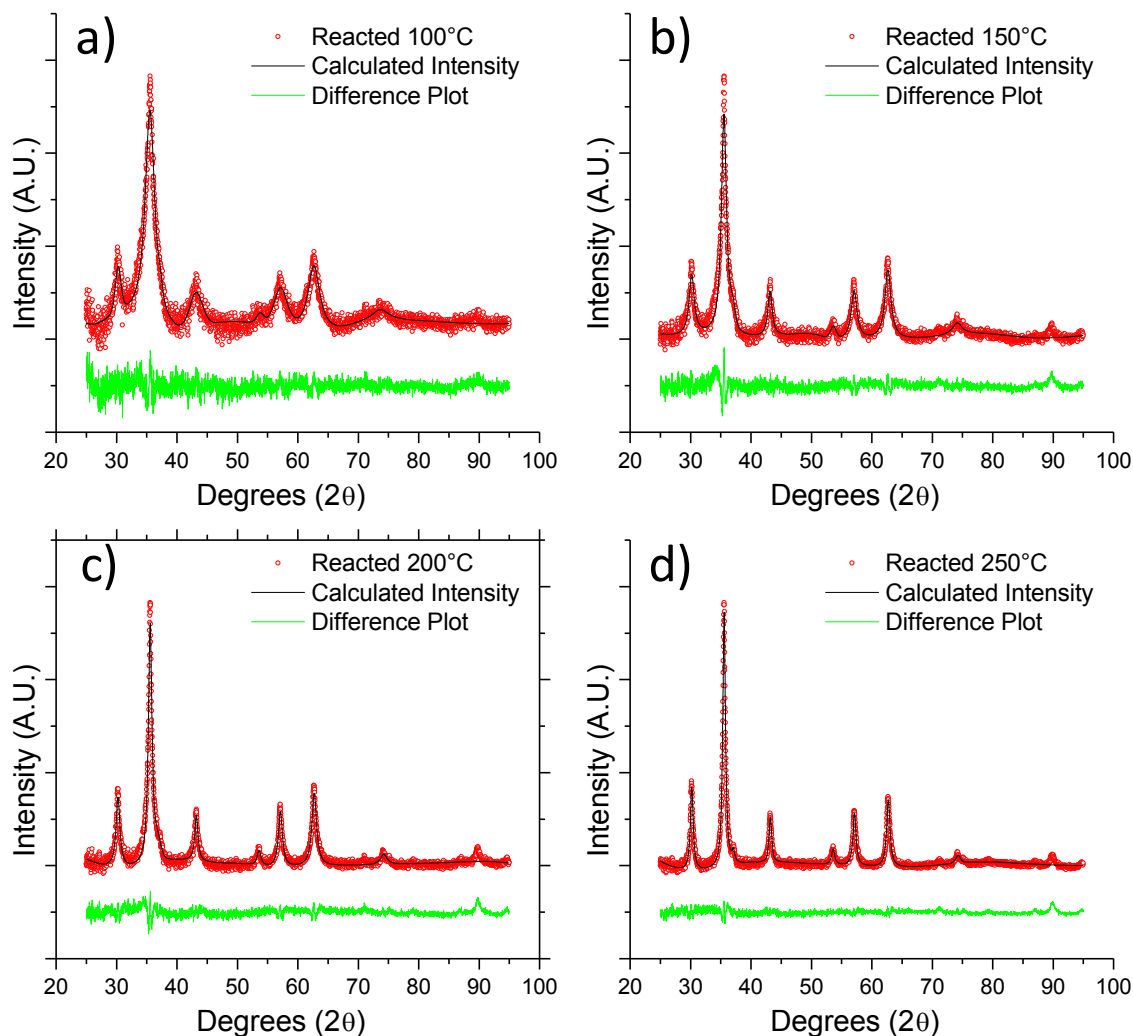 a)
Reacted 100°C
Calculated Intensity
Difference Plot
Intensity (A.U.)
20 30 40 50 60 70 80 90 100
Degrees (2θ)
b)
Reacted 150°C
Calculated Intensity
Difference Plot
Intensity (A.U.)
20 30 40 50 60 70 80 90 100
Degrees (2θ)
c)
Reacted 200°C
Calculated Intensity
Difference Plot
Intensity (A.U.)
20 30 40 50 60 70 80 90 100
Degrees (2θ)
d)
Reacted 250°C
Calculated Intensity
Difference Plot
Intensity (A.U.)
20 30 40 50 60 70 80 90 100
Degrees (2θ)